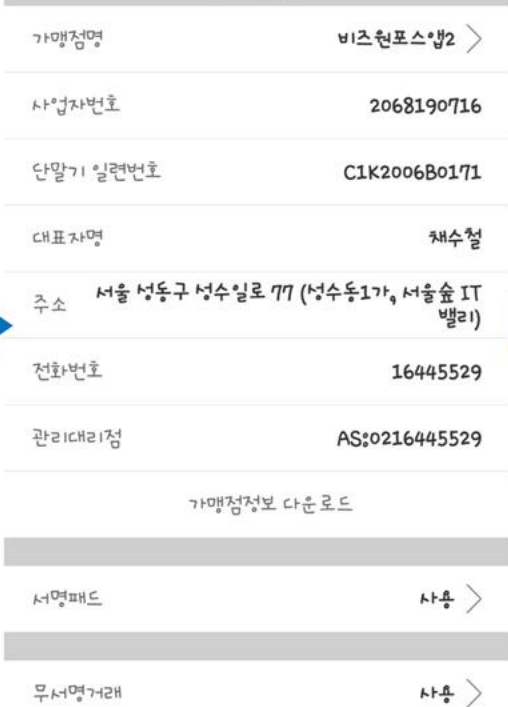 가맹점명 비즈원포스앱2
사업자번호 2068190716
단말기 일련번호 C1K2006B0171
대표자명 채수철
주소 서울 성동구 성수일로 77 (성수동1가, 서울숲 IT
밸리)
전화번호 16445529
관리대리점 AS:0216445529
가맹점정보 다운로드
서명패드 사용
무서명거래 사용